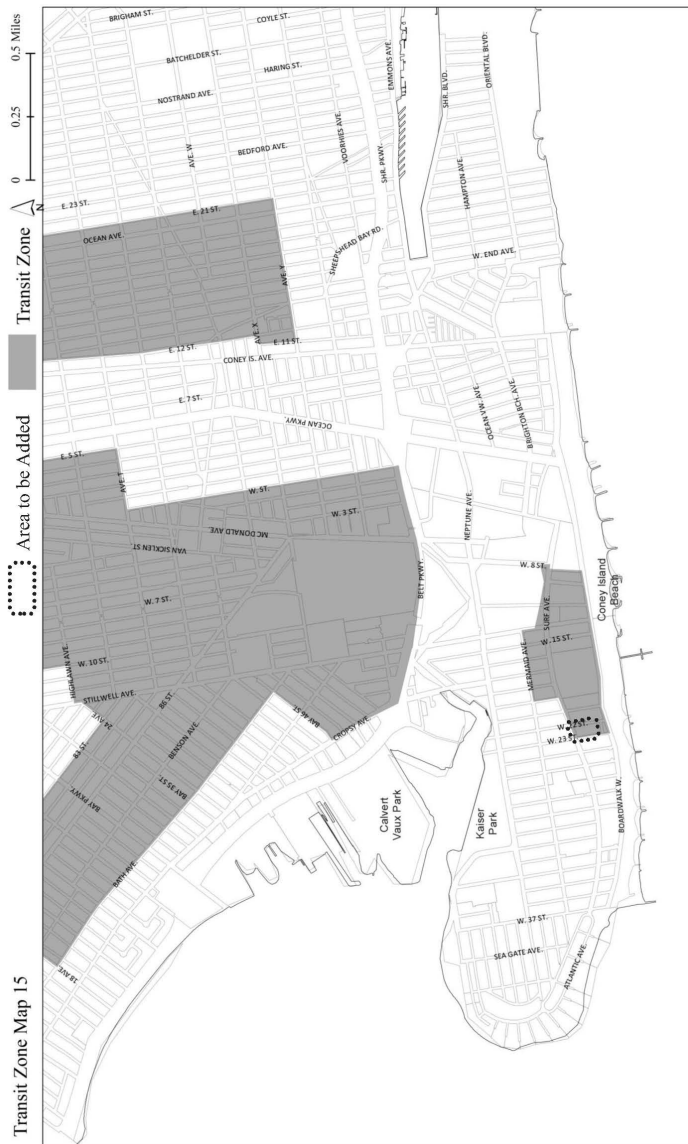 Transit Zone Map 15
Area to be Added
Transit Zone
N
0 0.25 0.5 Miles
BRIGHAM ST.
COYLE ST.
BATCHELDER ST.
HARING ST.
NOSTRAND AVE.
AVE. W
BEDFORD AVE.
VOORHIES AVE.
EMMONS AVE.
SHR. BLVD.
ORIENTAL BLVD.
SHR. PKWY.
HAMPTON AVE.
E. 23 ST.
E. 21 ST.
OCEAN AVE.
AVE. Y
SHEEPSHEAD BAY RD.
W. END AVE.
E. 12 ST.
AVE. X
E. 11 ST.
CONEY IS. AVE.
E. 7 ST.
OCEAN PKWY.
OCEAN VW. AVE.
BRIGHTON BCH. AVE.
E. 5 ST.
AVE. T
W. 5T.
W. 3 ST.
MCDONALD AVE.
VAN SICKLEN ST.
NEPTUNE AVE.
BELT PKWY.
W. 7 ST.
W. 8 ST.
SURF AVE.
Coney Island
Beach
HIGHLAWN AVE.
W. 10 ST.
STILLWELL AVE.
W. 15 ST.
MERMAID AVE.
24 AVE.
86 ST.
83 ST.
BENSON AVE.
BAY 46 ST.
CROPSY AVE.
W. 23 ST.
BAY PKWY.
BAY 35 ST.
BATH AVE.
Calvert
Vaux Park
Kaiser
Park
BOARDWALK W.
18 AVE.
W. 37 ST.
SEA GATE AVE.
ATLANTIC AVE.